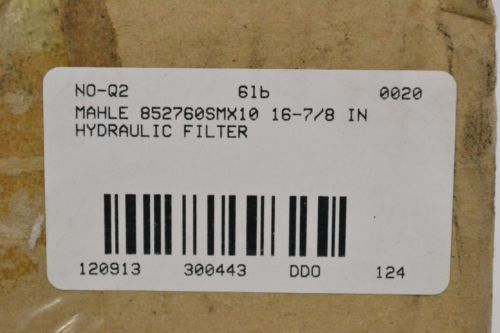 NO-Q2 61b 0020
MAHLE 852760SMX10 16-7/8 IN
HYDRAULIC FILTER
120913 300443 DDO 124